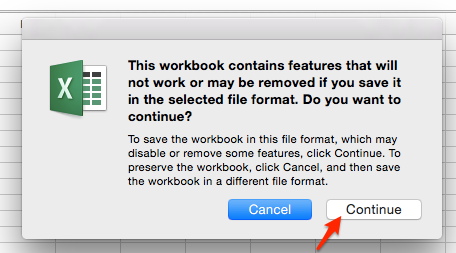 This workbook contains features that will
not work or may be removed if you save it
in the selected file format. Do you want to
continue?
To save the workbook in this file format, which may
disable or remove some features, click Continue. To
preserve the workbook, click Cancel, and then save
the workbook in a different file format.
Cancel
Continue